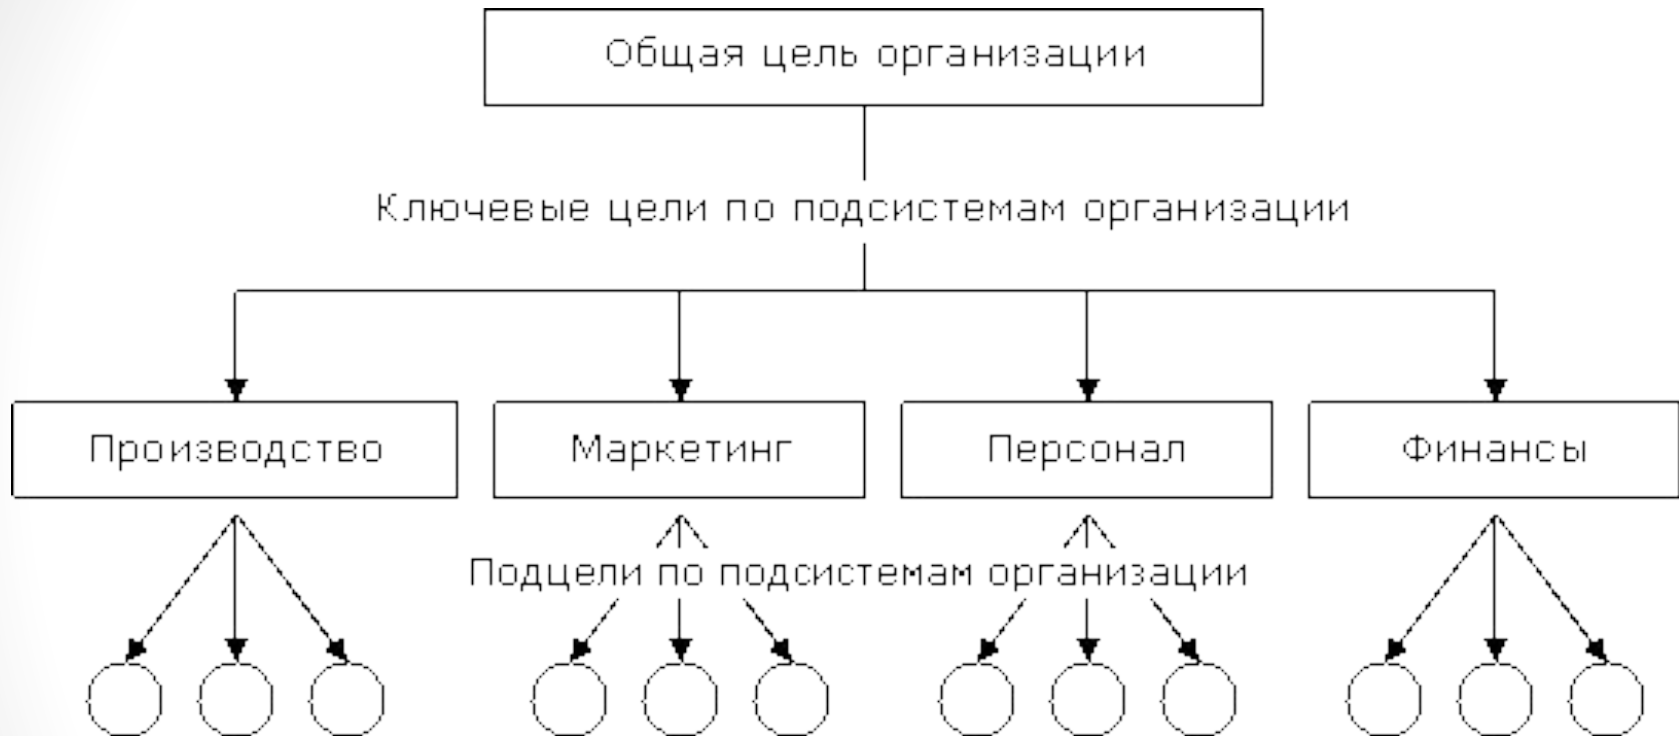 Общая цель организации
Ключевые цели по подсистемам организации
Производство
Маркетинг
Персонал
Финансы
Подцели по подсистемам организации